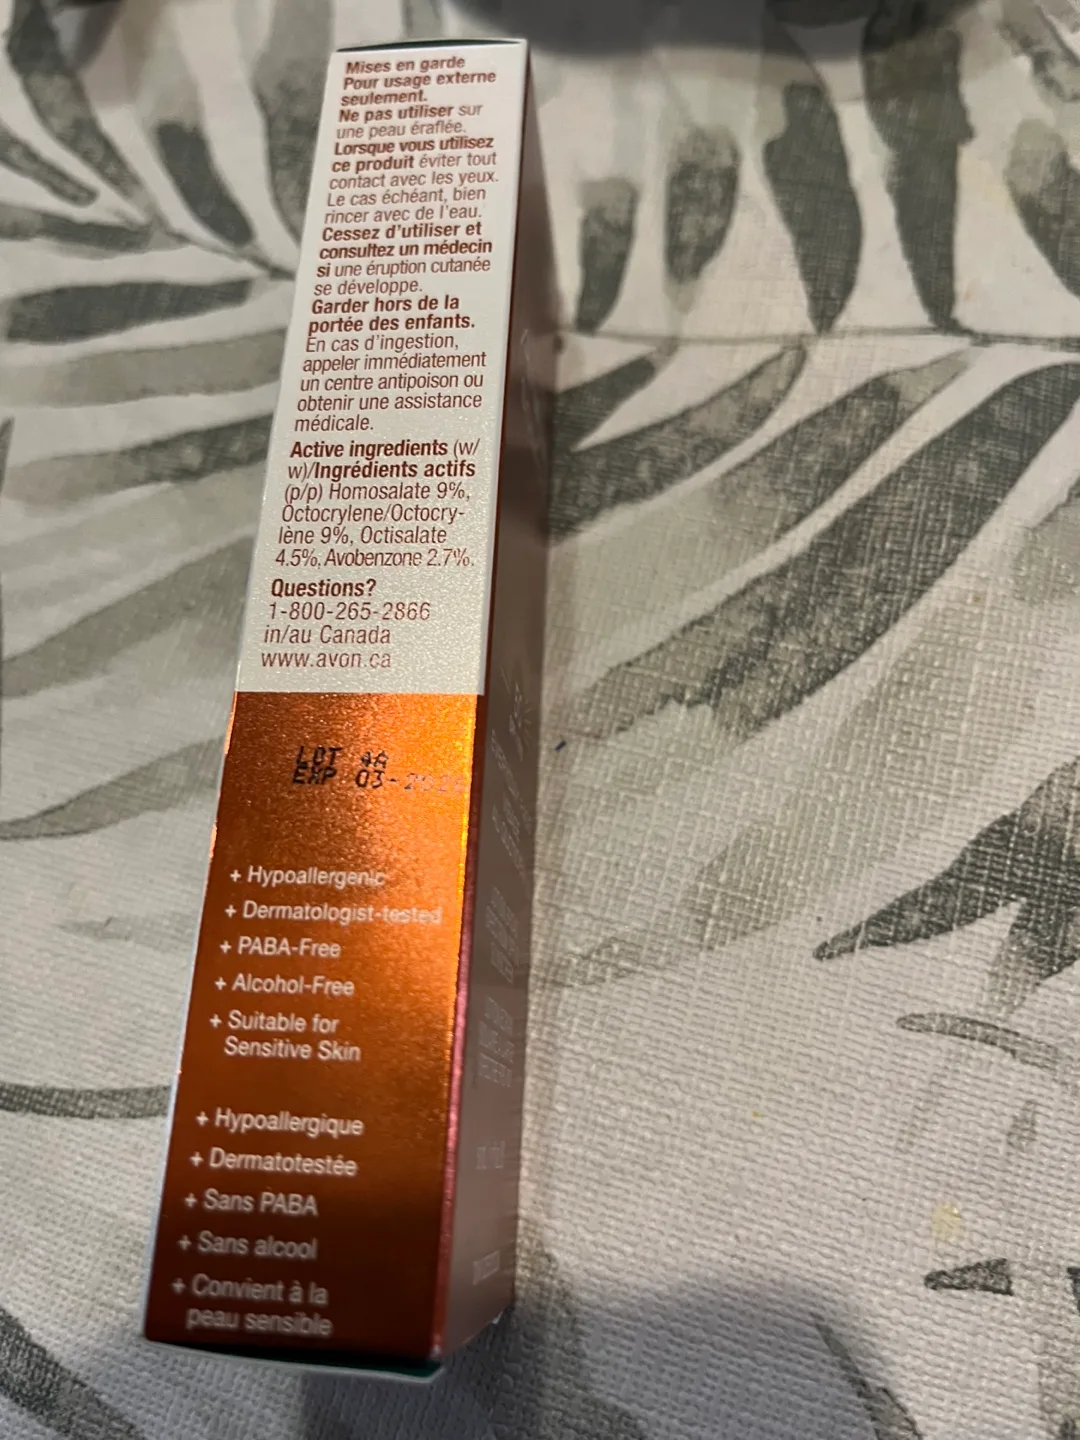 Mises en garde
Pour usage externe
seulement.
Ne pas utiliser sur
une peau éraflée.
Lorsque vous utilisez
ce produit éviter tout
contact avec les yeux.
Le cas échéant, bien
rincer avec de l'eau.
Cessez d'utiliser et
consultez un médecin
si une éruption cutanée
se développe.
Garder hors de la
portée des enfants.
En cas d'ingestion,
appeler immédiatement
un centre antipoison ou
obtenir une assistance
médicale.
Active ingredients (w/
w)/Ingrédients actifs
(p/p) Homosalate 9%,
Octocrylene/Octocry-
lène 9%, Octisalate
4.5%, Avobenzone 2.7%.
Questions?
1-800-265-2866
in/au Canada
www.avon.ca
LOT 4A
EXP 03-
+ Hypoallergenic
+ Dermatologist-tested
+ PABA-Free
+ Alcohol-Free
+ Suitable for
Sensitive Skin
+ Hypoallergique
+ Dermatotestée
+ Sans PABA
+ Sans alcool
+ Convient à la
peau sensible